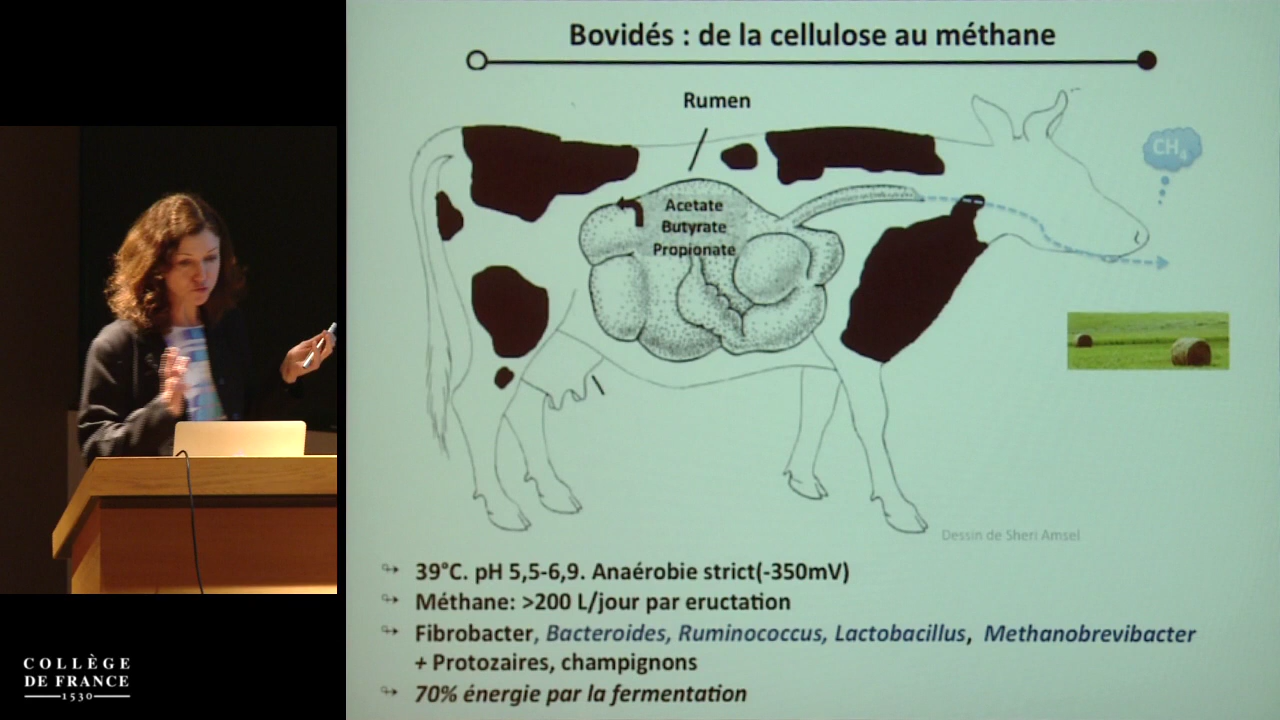 Bovidés : de la cellulose au méthane
Rumen
CH4
Acetate
Butyrate
Propionate
Dessin de Sheri Amsel
39°C. pH 5,5-6,9. Anaérobie strict(-350mV)
Méthane: >200 L/jour par eructation
Fibrobacter, Bacteroides, Ruminococcus, Lactobacillus, Methanobrevibacter
+ Protozaires, champignons
70% énergie par la fermentation
COLLÈGE
DE FRANCE
1530